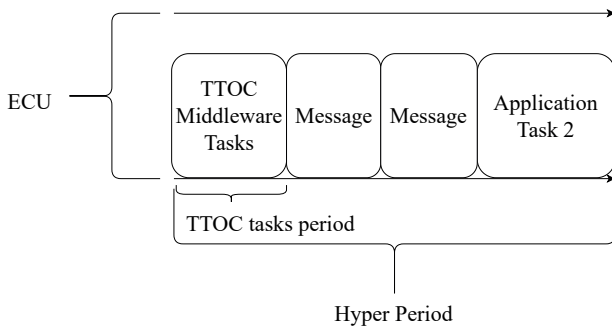 ECU
TTOC
Middleware
Tasks
Message
Message
Application
Task 2
TTOC tasks period
Hyper Period